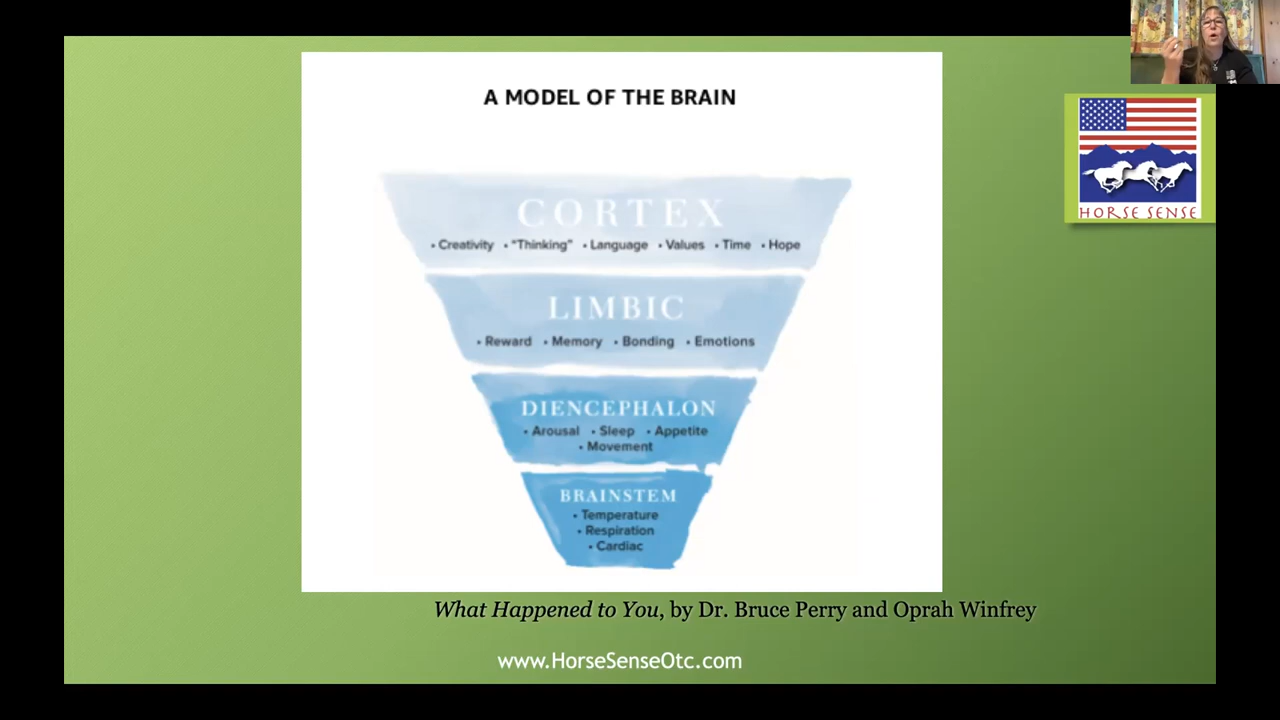 A MODEL OF THE BRAIN
CORTEX
• Creativity • "Thinking" • Language • Values • Time • Hope
LIMBIC
• Reward • Memory • Bonding • Emotions
DIENCEPHALON
• Arousal • Sleep • Appetite
• Movement
BRAINSTEM
• Temperature
• Respiration
• Cardiac
What Happened to You, by Dr. Bruce Perry and Oprah Winfrey
www.HorseSenseOtc.com
HORSE SENSE